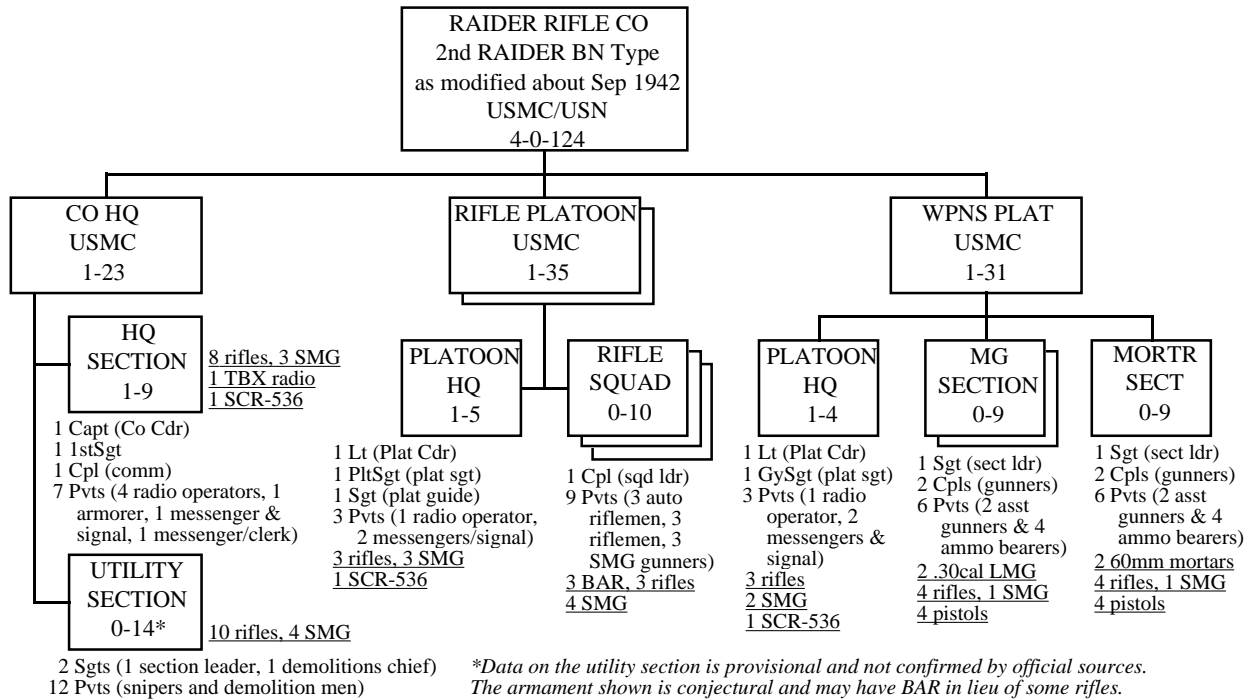 RAIDER RIFLE CO
2nd RAIDER BN Type
as modified about Sep 1942
USMC/USN
4-0-124
CO HQ
USMC
1-23
RIFLE PLATOON
USMC
1-35
WPNS PLAT
USMC
1-31
HQ
SECTION
1-9
8 rifles, 3 SMG
1 TBX radio
1 SCR-536
1 Capt (Co Cdr)
1 1stSgt
1 Cpl (comm)
7 Pvts (4 radio operators, 1
armorer, 1 messenger &
signal, 1 messenger/clerk)
UTILITY
SECTION
0-14*
10 rifles, 4 SMG
2 Sgts (1 section leader, 1 demolitions chief)
12 Pvts (snipers and demolition men)
PLATOON
HQ
1-5
1 Lt (Plat Cdr)
1 PltSgt (plat sgt)
1 Sgt (plat guide)
3 Pvts (1 radio operator,
2 messengers/signal)
3 rifles, 3 SMG
1 SCR-536
RIFLE
SQUAD
0-10
1 Cpl (sqd ldr)
9 Pvts (3 auto
riflemen, 3
riflemen, 3
SMG gunners)
3 BAR, 3 rifles
4 SMG
PLATOON
HQ
1-4
1 Lt (Plat Cdr)
1 GySgt (plat sgt)
3 Pvts (1 radio
operator, 2
messengers &
signal)
3 rifles
2 SMG
1 SCR-536
MG
SECTION
0-9
1 Sgt (sect ldr)
2 Cpls (gunners)
6 Pvts (2 asst
gunners & 4
ammo bearers)
2 .30cal LMG
4 rifles, 1 SMG
4 pistols
MORTR
SECT
0-9
1 Sgt (sect ldr)
2 Cpls (gunners)
6 Pvts (2 asst
gunners & 4
ammo bearers)
2 60mm mortars
4 rifles, 1 SMG
4 pistols
*Data on the utility section is provisional and not confirmed by official sources.
The armament shown is conjectural and may have BAR in lieu of some rifles.